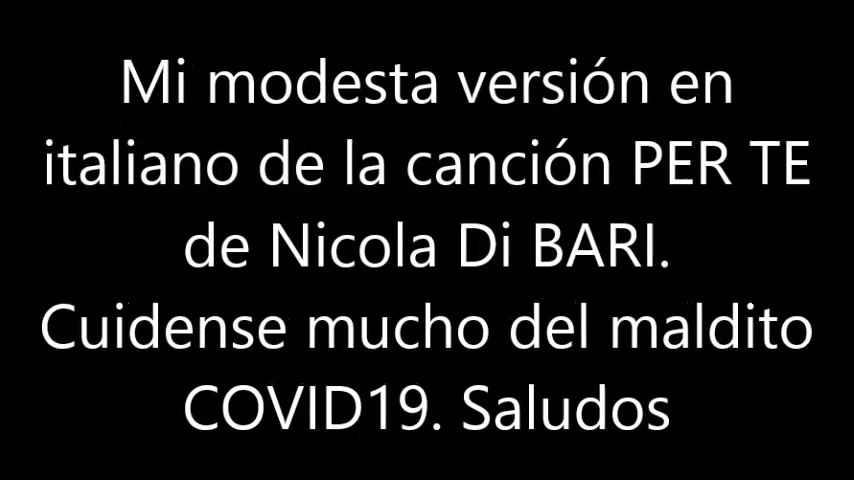 Mi modesta versión en
italiano de la canción PER TE
de Nicola Di BARI.
Cuidense mucho del maldito
COVID19. Saludos